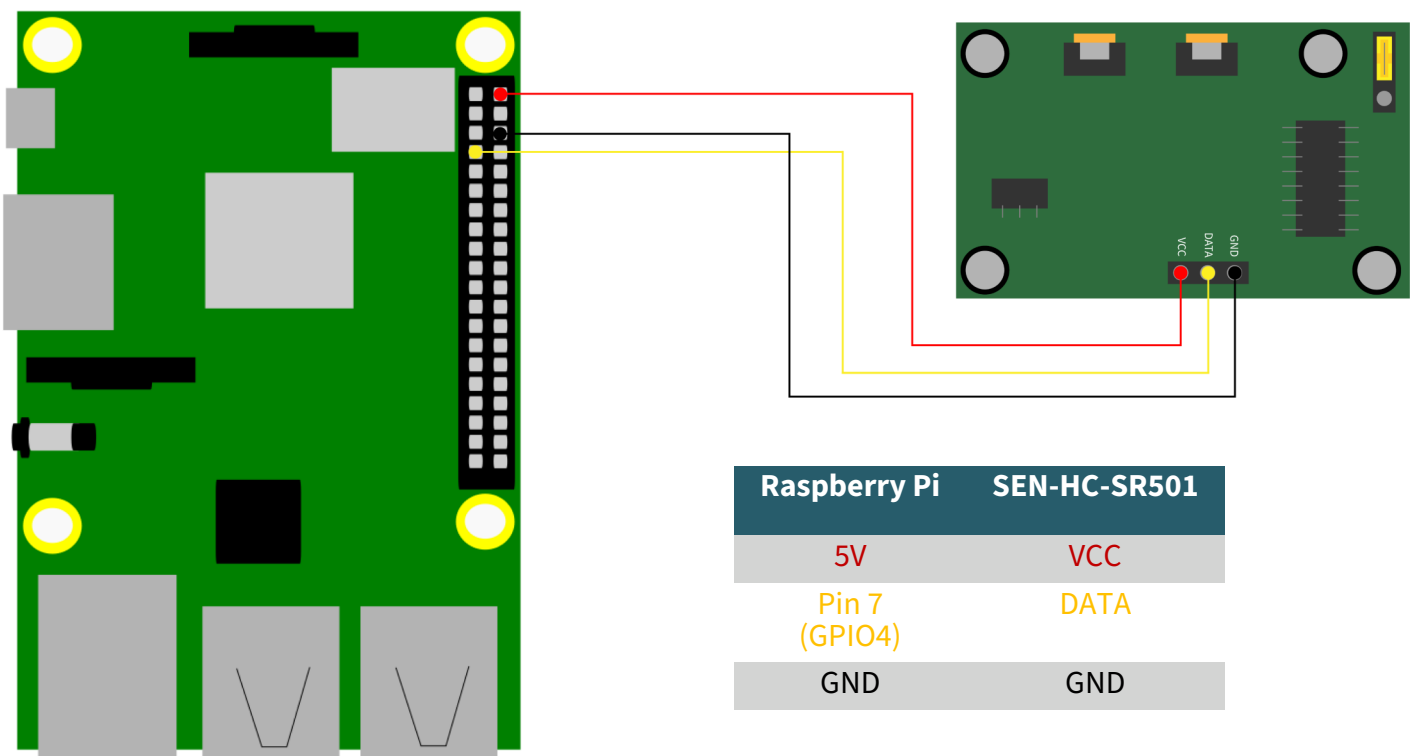 VCC
DATA
GND
Raspberry Pi SEN-HC-SR501
5V VCC
Pin 7 DATA
(GPIO4)
GND GND